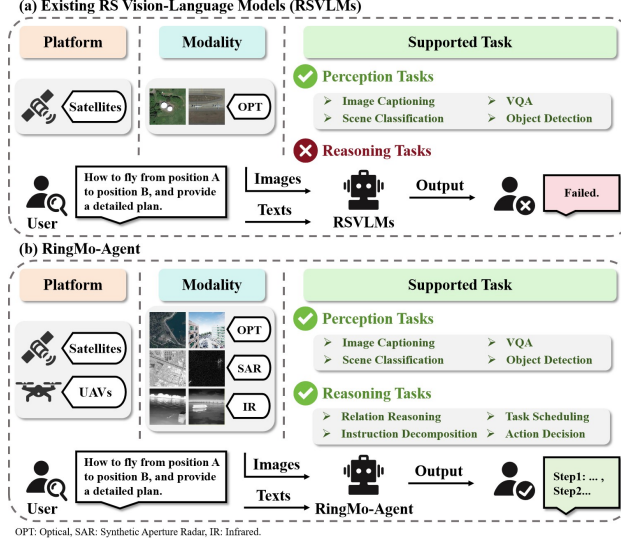 (a) Existing RS Vision-Language Models (RSVLMs)
Platform
Modality
Supported Task
Satellites
OPT
Perception Tasks
➢ Image Captioning
➢ VQA
➢ Scene Classification
➢ Object Detection
Reasoning Tasks
User
How to fly from position A
to position B, and provide
a detailed plan.
Images
Texts
RSVLMs
Output
Failed.
(b) RingMo-Agent
Platform
Modality
Supported Task
Satellites
UAVs
OPT
SAR
IR
Perception Tasks
➢ Image Captioning
➢ VQA
➢ Scene Classification
➢ Object Detection
Reasoning Tasks
➢ Relation Reasoning
➢ Task Scheduling
➢ Instruction Decomposition
➢ Action Decision
User
How to fly from position A
to position B, and provide
a detailed plan.
Images
Texts
RingMo-Agent
Output
Step1: ... ,
Step2...
OPT: Optical, SAR: Synthetic Aperture Radar, IR: Infrared.